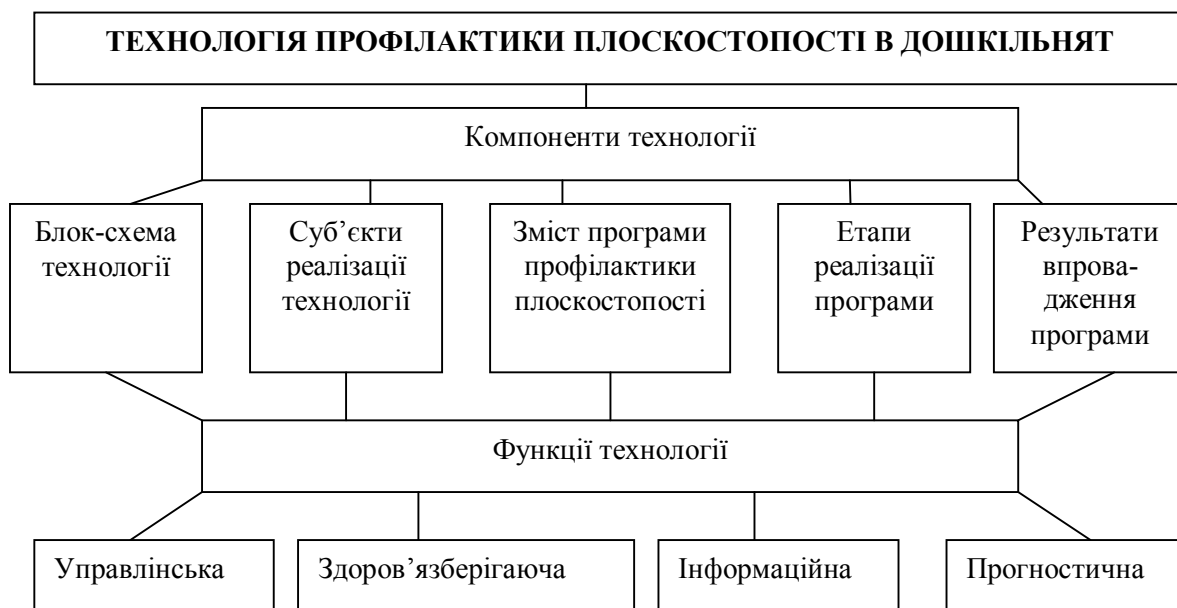 ТЕХНОЛОГІЯ ПРОФІЛАКТИКИ ПЛОСКОСТОПОСТІ В ДОШКІЛЬНЯТ
Компоненти технології
Блок-схема
технології
Суб’єкти
реалізації
технології
Зміст програми
профілактики
плоскостопості
Етапи
реалізації
програми
Результати
впрова-
дження
програми
Функції технології
Управлінська
Здоров’язберігаюча
Інформаційна
Прогностична